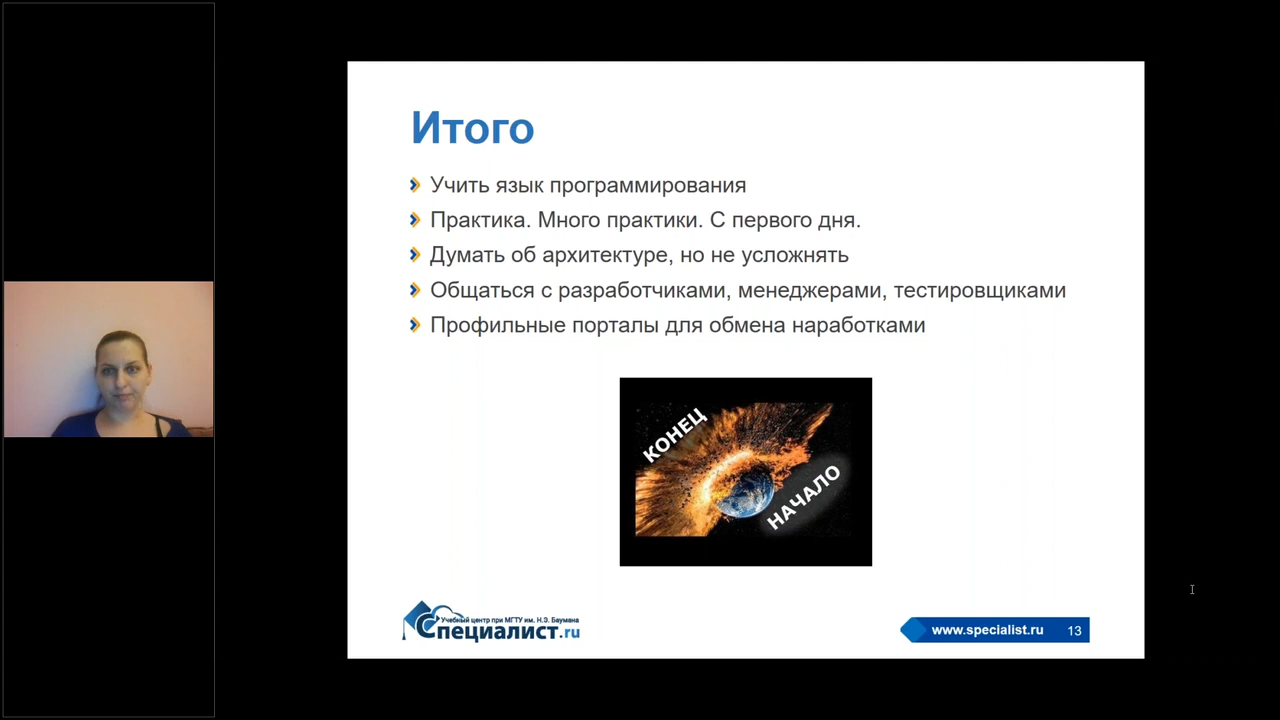 Итого
Учить язык программирования
Практика. Много практики. С первого дня.
Думать об архитектуре, но не усложнять
Общаться с разработчиками, менеджерами, тестировщиками
Профильные порталы для обмена наработками
КОНЕЦ
НАЧАЛО
Учебный центр при МГТУ им. Н.Э. Баумана
Специалист.ru
www.specialist.ru 13